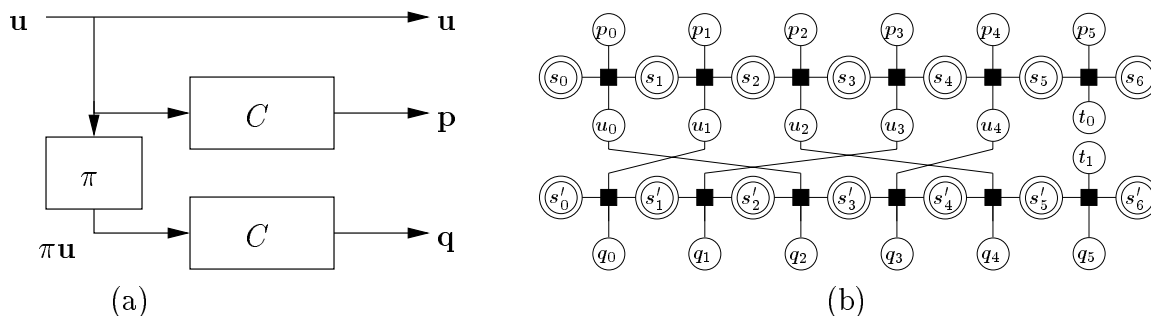 u u
C p
π
C q
πu
(a)
p₀ p₁ p₂ p₃ p₄ p₅
s₀ s₁ s₂ s₃ s₄ s₅ s₆
u₀ u₁ u₂ u₃ u₄ t₀
t₁
s′₀ s′₁ s′₂ s′₃ s′₄ s′₅ s′₆
q₀ q₁ q₂ q₃ q₄ q₅
(b)